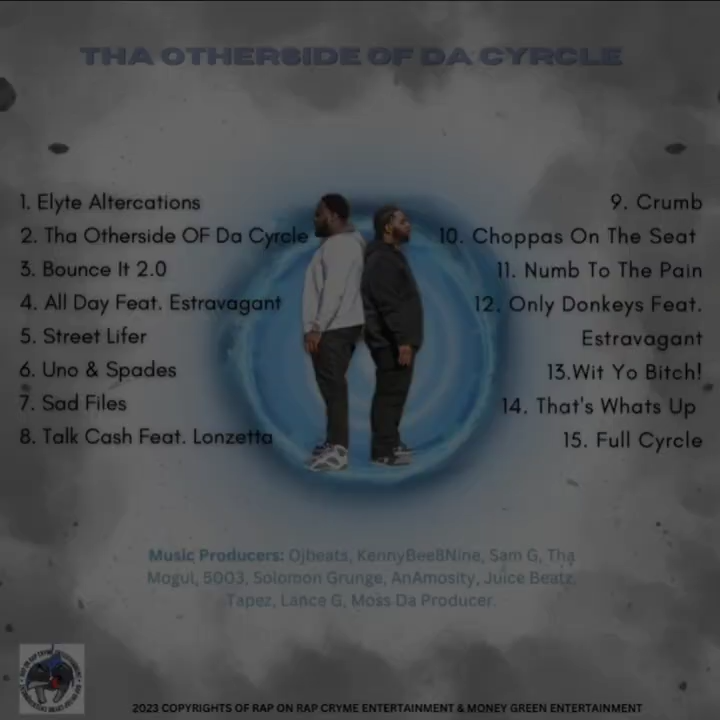 THA OTHERSIDE OF DA CYRCLE
1. Elyte Altercations
2. Tha Otherside OF Da Cyrcle
3. Bounce It 2.0
4. All Day Feat. Estravagant
5. Street Lifer
6. Uno & Spades
7. Sad Files
8. Talk Cash Feat. Lonzetta
9. Crumb
10. Choppas On The Seat
11. Numb To The Pain
12. Only Donkeys Feat.
Estravagant
13.Wit Yo Bitch!
14. That's Whats Up
15. Full Cyrcle
Music Producers: Ojbeats, KennyBee8Nine, Sam G, Tha
Mogul, 5003, Solomon Grunge, AnAmosity, Juice Beatz,
Tapez, Lance G, Moss Da Producer.
2023 COPYRIGHTS OF RAP ON RAP CRYME ENTERTAINMENT & MONEY GREEN ENTERTAINMENT